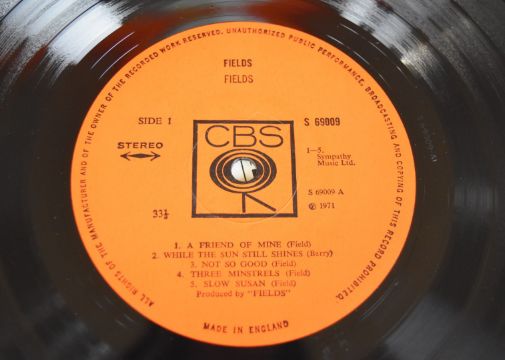 ALL RIGHTS OF THE MANUFACTURER AND OF THE OWNER OF THE RECORDED WORK RESERVED. UNAUTHORIZED PUBLIC PERFORMANCE, BROADCASTING AND COPYING OF THIS RECORD PROHIBITED.
FIELDS
FIELDS
SIDE 1
S 69009
STEREO
CBS
1—5.
Sympathy
Music Ltd.
S 69009 A
33⅓
℗ 1971
1. A FRIEND OF MINE (Field)
2. WHILE THE SUN STILL SHINES (Barry)
3. NOT SO GOOD (Field)
4. THREE MINSTRELS (Field)
5. SLOW SUSAN (Field)
Produced by "FIELDS"
MADE IN ENGLAND